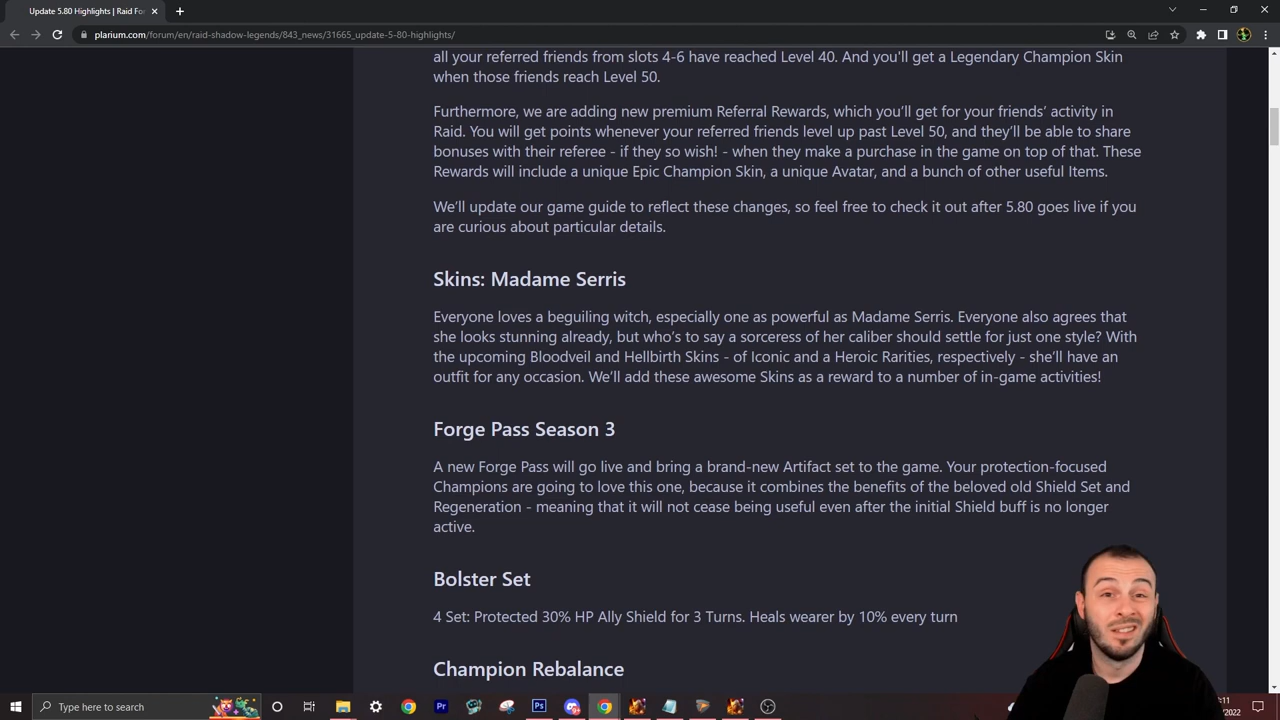 Update 5.80 Highlights | Raid For
plarium.com/forum/en/raid-shadow-legends/843_news/31665_update-5-80-highlights/
all your referred friends from slots 4-6 have reached Level 40. And you'll get a Legendary Champion Skin
when those friends reach Level 50.
Furthermore, we are adding new premium Referral Rewards, which you’ll get for your friends’ activity in
Raid. You will get points whenever your referred friends level up past Level 50, and they’ll be able to share
bonuses with their referee - if they so wish! - when they make a purchase in the game on top of that. These
Rewards will include a unique Epic Champion Skin, a unique Avatar, and a bunch of other useful Items.
We’ll update our game guide to reflect these changes, so feel free to check it out after 5.80 goes live if you
are curious about particular details.
Skins: Madame Serris
Everyone loves a beguiling witch, especially one as powerful as Madame Serris. Everyone also agrees that
she looks stunning already, but who’s to say a sorceress of her caliber should settle for just one style? With
the upcoming Bloodveil and Hellbirth Skins - of Iconic and a Heroic Rarities, respectively - she’ll have an
outfit for any occasion. We’ll add these awesome Skins as a reward to a number of in-game activities!
Forge Pass Season 3
A new Forge Pass will go live and bring a brand-new Artifact set to the game. Your protection-focused
Champions are going to love this one, because it combines the benefits of the beloved old Shield Set and
Regeneration - meaning that it will not cease being useful even after the initial Shield buff is no longer
active.
Bolster Set
4 Set: Protected 30% HP Ally Shield for 3 Turns. Heals wearer by 10% every turn
Champion Rebalance
Type here to search
:11
/2022